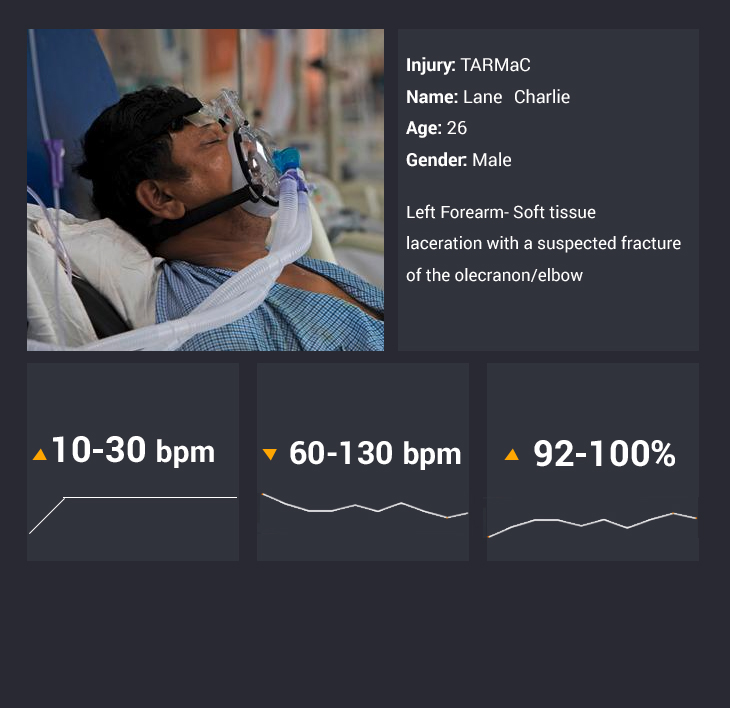 Injury: TARMaC
Name: Lane Charlie
Age: 26
Gender: Male
Left Forearm- Soft tissue
laceration with a suspected fracture
of the olecranon/elbow
10-30 bpm
60-130 bpm
92-100%